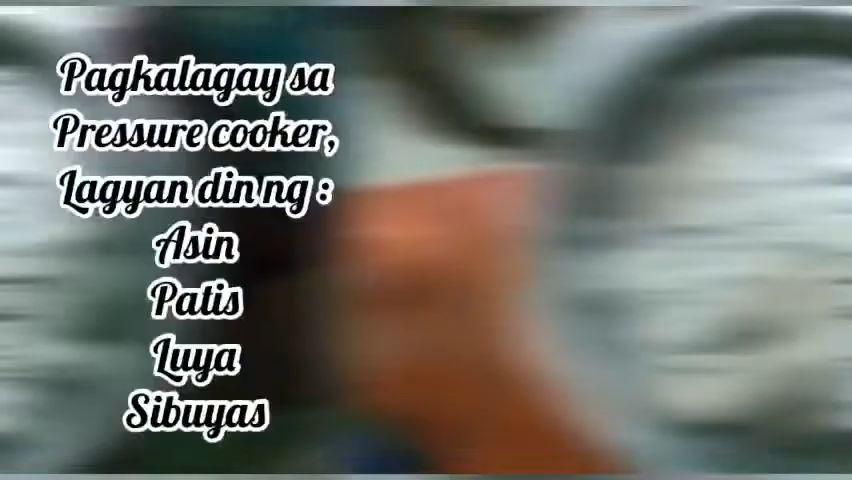 Pagkalagay sa
Pressure cooker,
Lagyan din ng :
Asin
Patis
Luya
Sibuyas